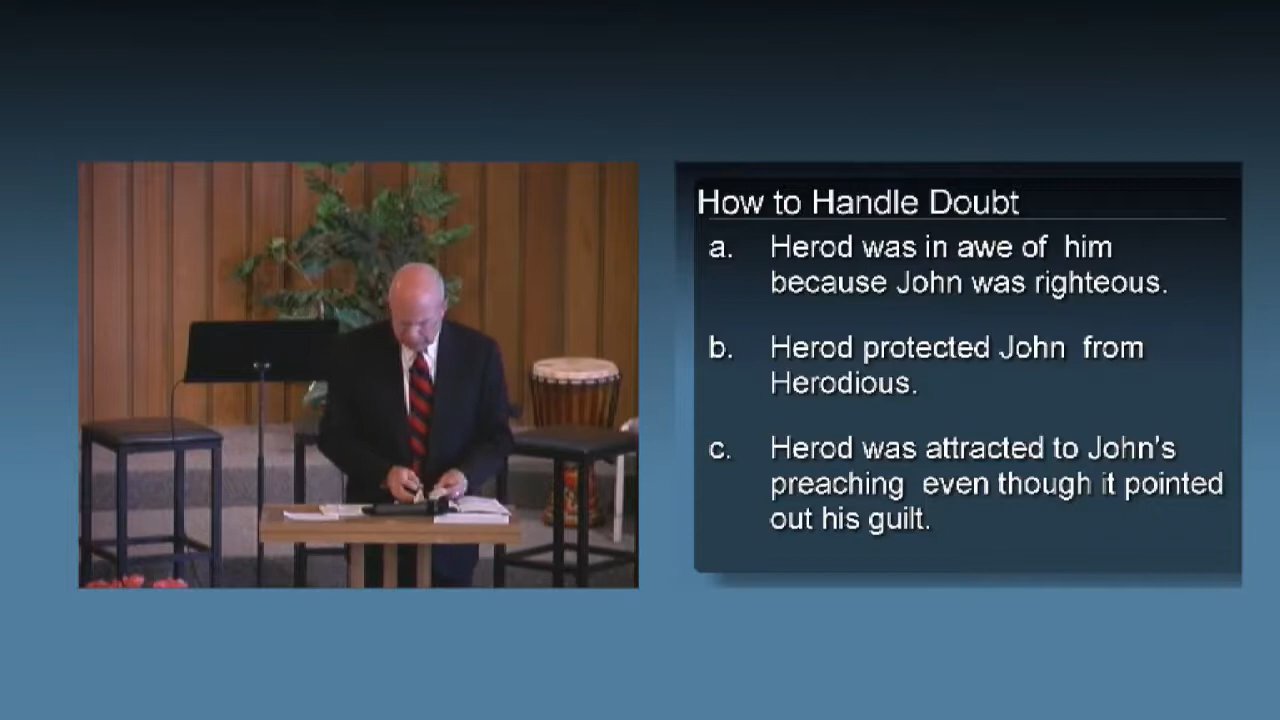 How to Handle Doubt
a. Herod was in awe of him
because John was righteous.
b. Herod protected John from
Herodious.
c. Herod was attracted to John's
preaching even though it pointed
out his guilt.